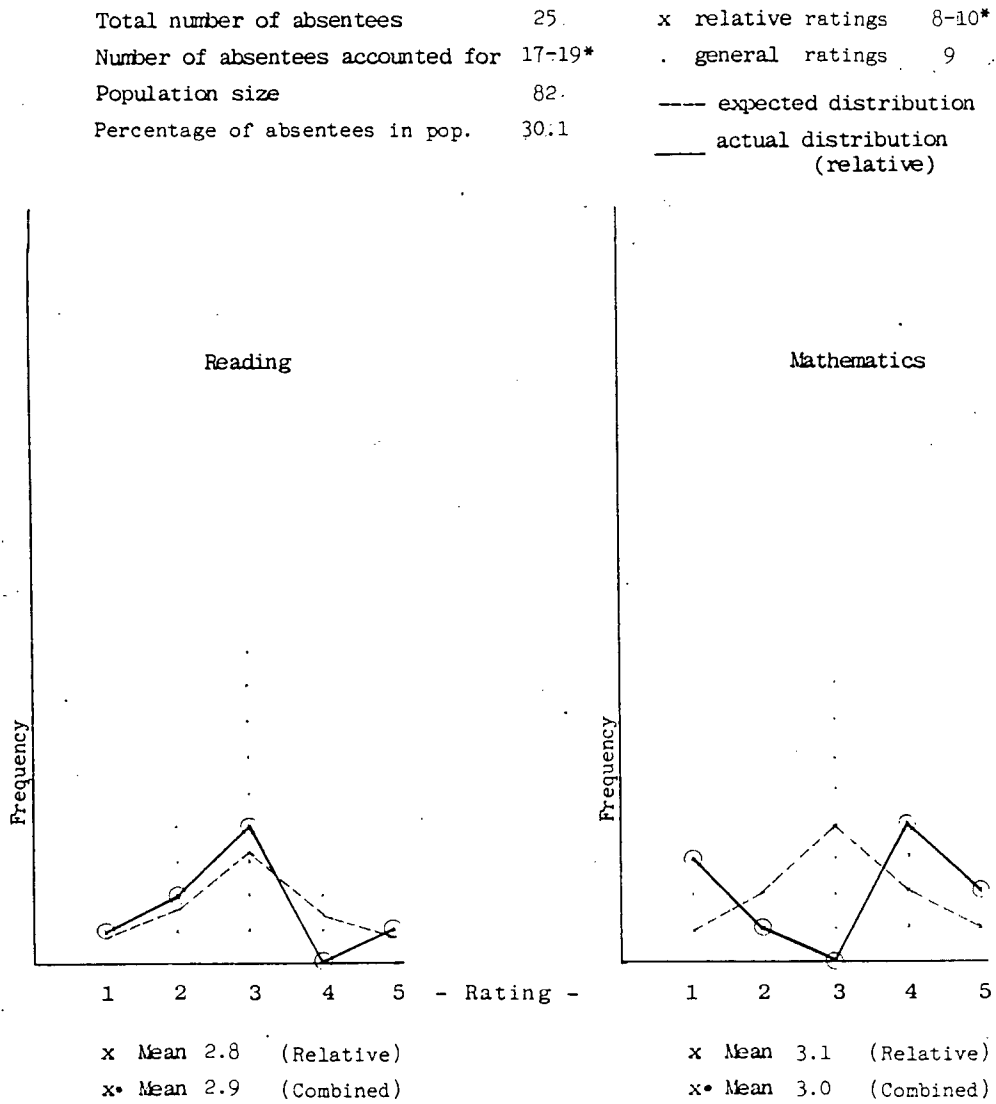 Total number of absentees 25.
Number of absentees accounted for 17-19*
Population size 82.
Percentage of absentees in pop. 30.1
x relative ratings 8-10*
. general ratings 9
---- expected distribution
____ actual distribution
(relative)
Reading
Frequency
1 2 3 4 5 - Rating -
x Mean 2.8 (Relative)
x• Mean 2.9 (Combined)
Mathematics
Frequency
1 2 3 4 5
x Mean 3.1 (Relative)
x• Mean 3.0 (Combined)